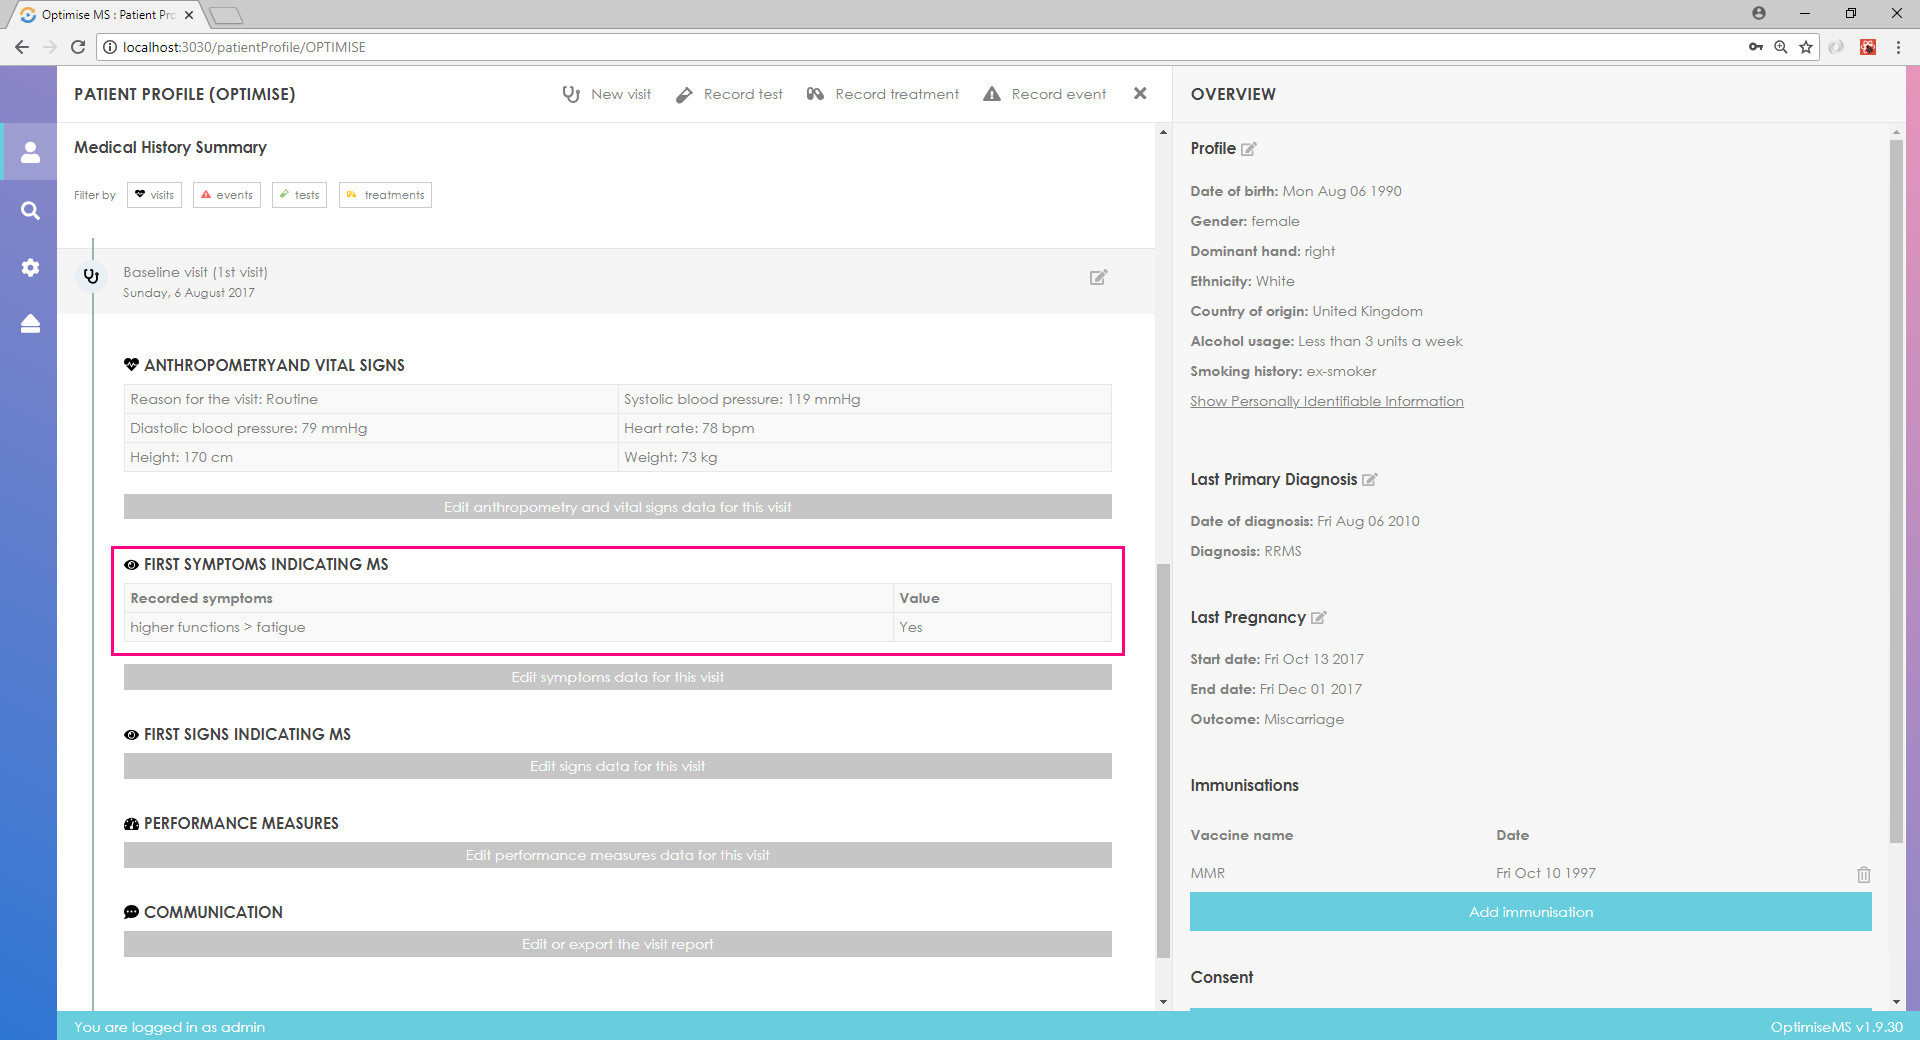 Optimise MS : Patient Pro
localhost:3030/patientProfile/OPTIMISE
PATIENT PROFILE (OPTIMISE)
New visit
Record test
Record treatment
Record event
Medical History Summary
Filter by
visits
events
tests
treatments
Baseline visit (1st visit)
Sunday, 6 August 2017
ANTHROPOMETRYAND VITAL SIGNS
Reason for the visit: Routine
Systolic blood pressure: 119 mmHg
Diastolic blood pressure: 79 mmHg
Heart rate: 78 bpm
Height: 170 cm
Weight: 73 kg
Edit anthropometry and vital signs data for this visit
FIRST SYMPTOMS INDICATING MS
Recorded symptoms
Value
higher functions > fatigue
Yes
Edit symptoms data for this visit
FIRST SIGNS INDICATING MS
Edit signs data for this visit
PERFORMANCE MEASURES
Edit performance measures data for this visit
COMMUNICATION
Edit or export the visit report
OVERVIEW
Profile
Date of birth: Mon Aug 06 1990
Gender: female
Dominant hand: right
Ethnicity: White
Country of origin: United Kingdom
Alcohol usage: Less than 3 units a week
Smoking history: ex-smoker
Show Personally Identifiable Information
Last Primary Diagnosis
Date of diagnosis: Fri Aug 06 2010
Diagnosis: RRMS
Last Pregnancy
Start date: Fri Oct 13 2017
End date: Fri Dec 01 2017
Outcome: Miscarriage
Immunisations
Vaccine name
Date
MMR
Fri Oct 10 1997
Add immunisation
Consent
You are logged in as admin
OptimiseMS v1.9.30